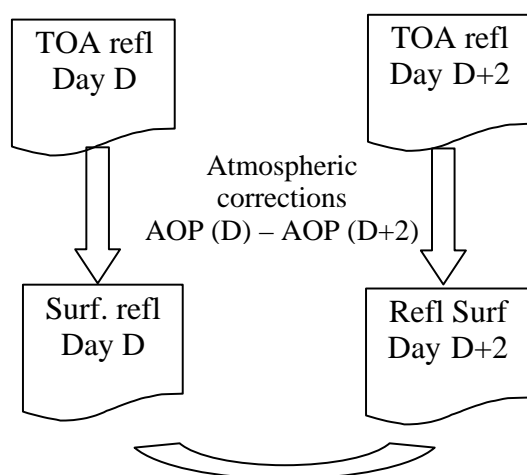 TOA refl
Day D
TOA refl
Day D+2
Atmospheric
corrections
AOP (D) – AOP (D+2)
Surf. refl
Day D
Refl Surf
Day D+2